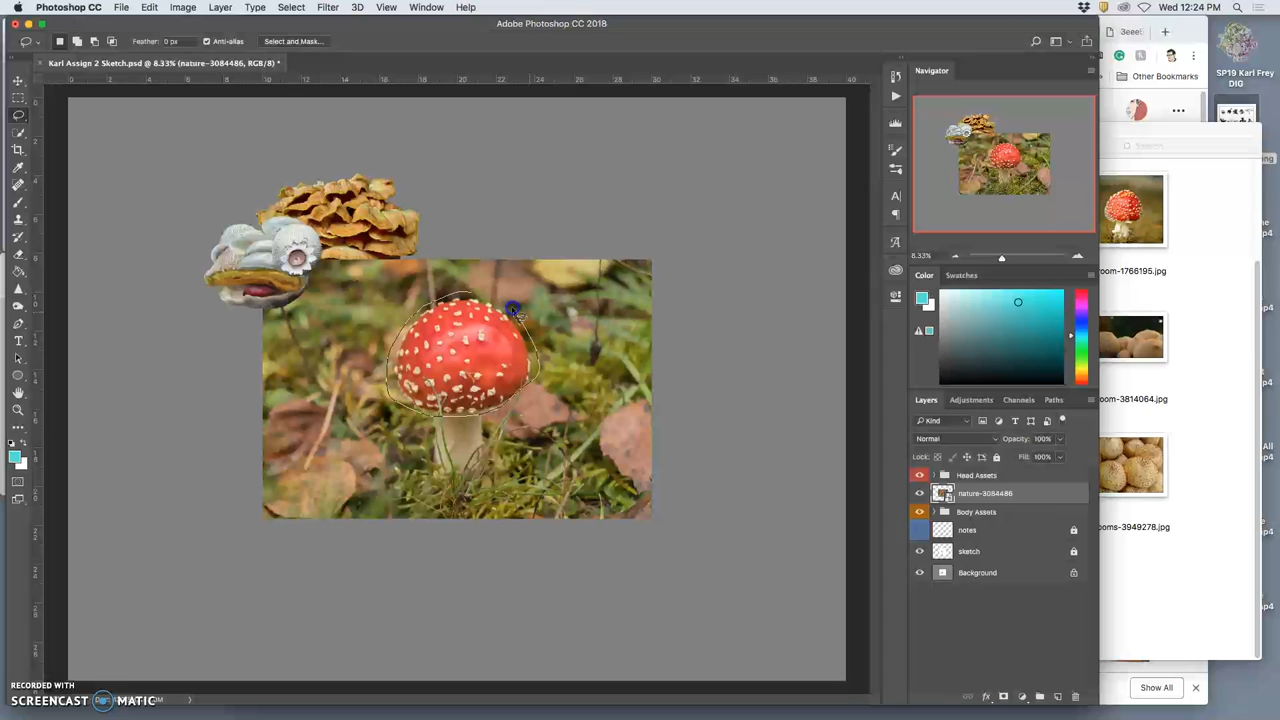 Photoshop CC File Edit Image Layer Type Select Filter 3D View Window Help
Wed 12:24 PM
Adobe Photoshop CC 2018
Feather: 0 px Anti-alias Select and Mask...
Karl Assign 2 Sketch.psd @ 8.33% (nature-3084486, RGB/8) *
Navigator
8.33%
Color Swatches
Layers Adjustments Channels Paths
Kind
Normal Opacity: 100%
Lock: Fill: 100%
Head Assets
nature-3084486
Body Assets
notes
sketch
Background
Other Bookmarks
Search
room-1766195.jpg
room-3814064.jpg
rooms-3949278.jpg
Show All
SP19 Karl Frey
DIG
RECORDED WITH
SCREENCAST MATIC